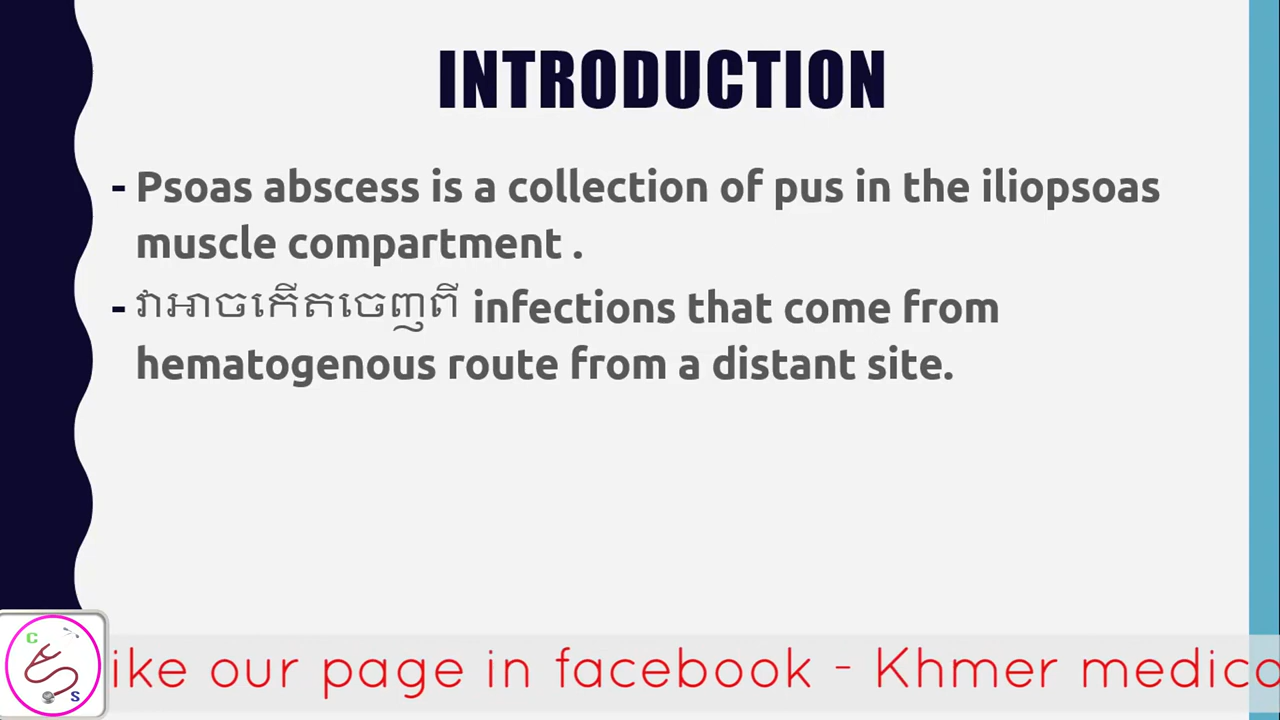 INTRODUCTION
- Psoas abscess is a collection of pus in the iliopsoas
muscle compartment .
- វាអាចកើតចេញពី infections that come from
hematogenous route from a distant site.
C
S
ike our page in facebook - Khmer medica